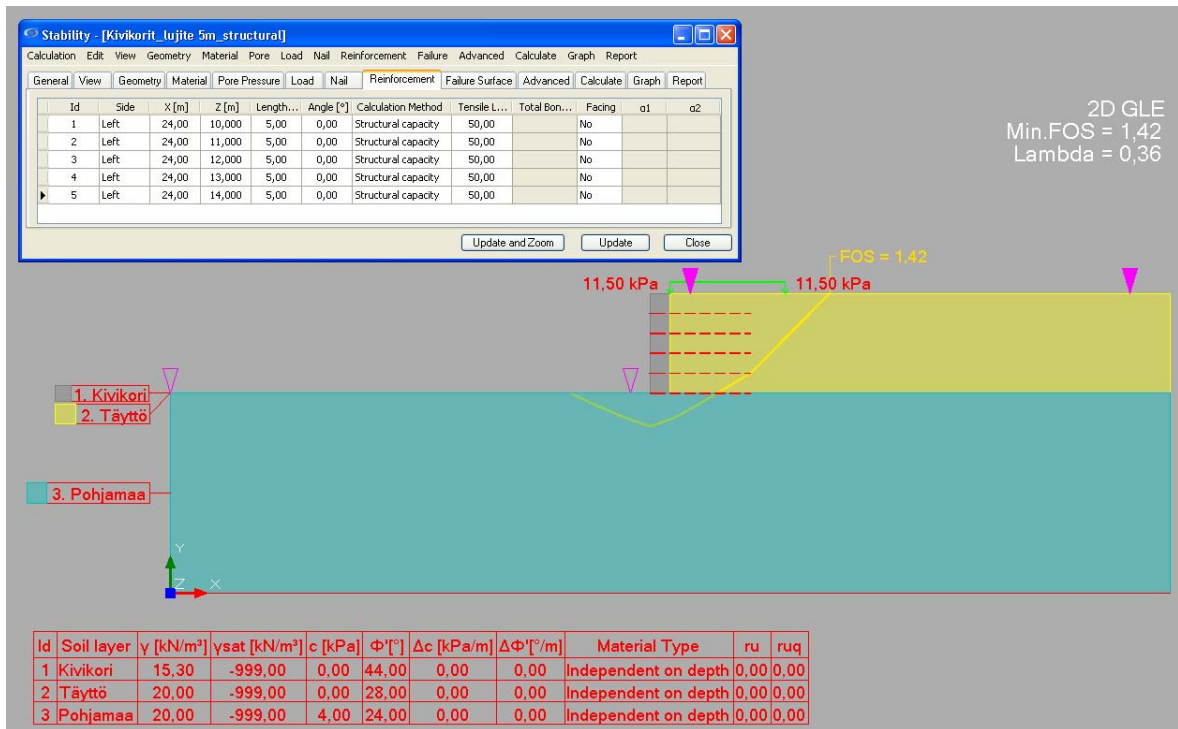 Stability - [Kivikorit_lujite 5m_structural]
Calculation Edit View Geometry Material Pore Load Nail Reinforcement Failure Advanced Calculate Graph Report
General View Geometry Material Pore Pressure Load Nail Reinforcement Failure Surface Advanced Calculate Graph Report
Id Side X [m] Z [m] Length... Angle [°] Calculation Method Tensile L... Total Bon... Facing α1 α2
1 Left 24,00 10,000 5,00 0,00 Structural capacity 50,00 No
2 Left 24,00 11,000 5,00 0,00 Structural capacity 50,00 No
3 Left 24,00 12,000 5,00 0,00 Structural capacity 50,00 No
4 Left 24,00 13,000 5,00 0,00 Structural capacity 50,00 No
5 Left 24,00 14,000 5,00 0,00 Structural capacity 50,00 No
Update and Zoom Update Close
2D GLE
Min.FOS = 1,42
Lambda = 0,36
FOS = 1,42
11,50 kPa 11,50 kPa
1. Kivikori
2. Täyttö
3. Pohjamaa
Y
Z X
Id Soil layer γ [kN/m³] γsat [kN/m³] c [kPa] Φ'[°] Δc [kPa/m] ΔΦ'[°/m] Material Type ru ruq
1 Kivikori 15,30 -999,00 0,00 44,00 0,00 0,00 Independent on depth 0,00 0,00
2 Täyttö 20,00 -999,00 0,00 28,00 0,00 0,00 Independent on depth 0,00 0,00
3 Pohjamaa 20,00 -999,00 4,00 24,00 0,00 0,00 Independent on depth 0,00 0,00